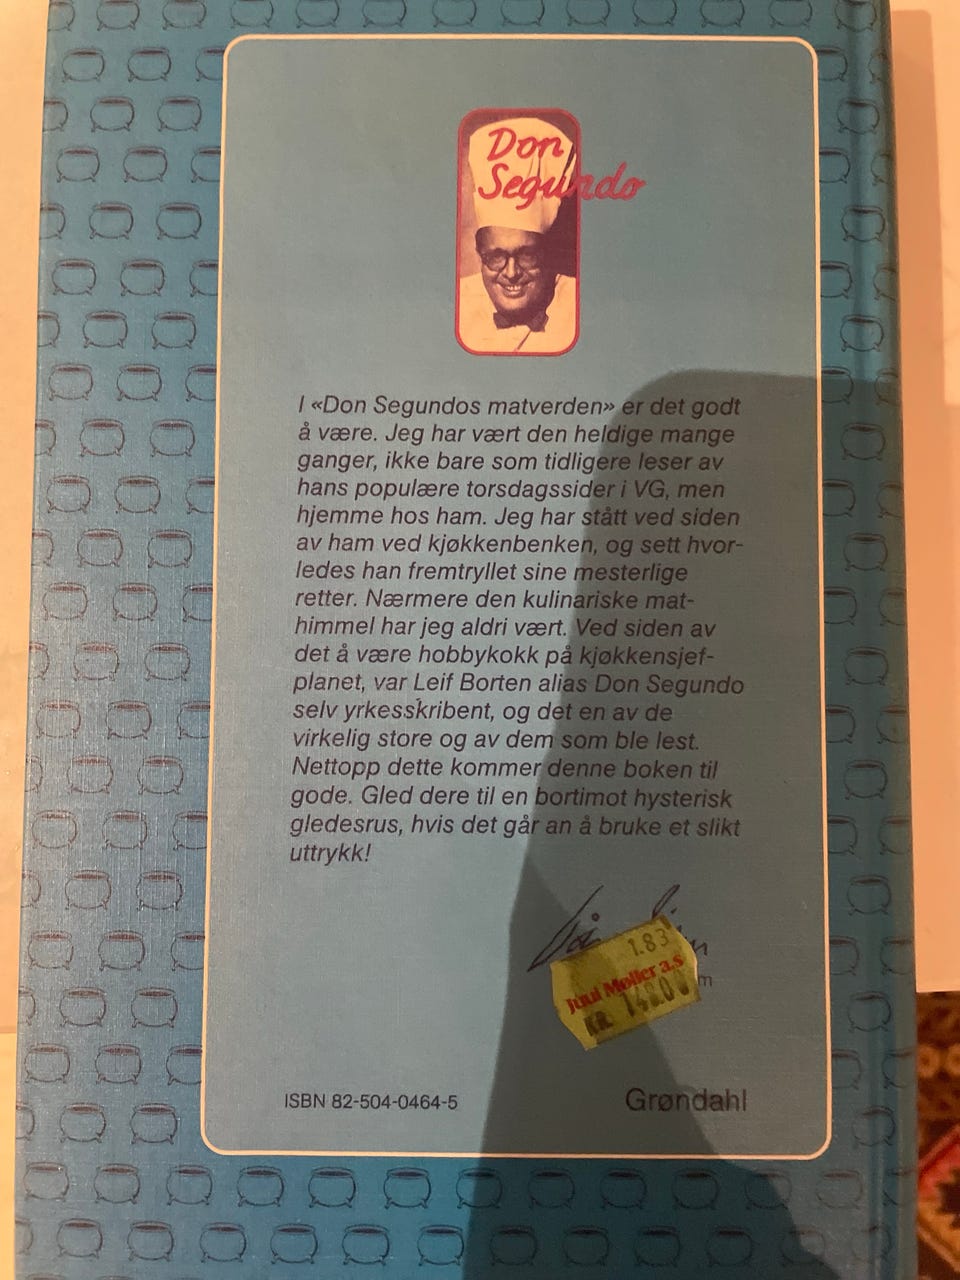 Don
Segundo
I «Don Segundos matverden» er det godt
å være. Jeg har vært den heldige mange
ganger, ikke bare som tidligere leser av
hans populære torsdagssider i VG, men
hjemme hos ham. Jeg har stått ved siden
av ham ved kjøkkenbenken, og sett hvor-
ledes han fremtryllet sine mesterlige
retter. Nærmere den kulinariske mat-
himmel har jeg aldri vært. Ved siden av
det å være hobbykokk på kjøkkensjef-
planet, var Leif Borten alias Don Segundo
selv yrkesskribent, og det en av de
virkelig store og av dem som ble lest.
Nettopp dette kommer denne boken til
gode. Gled dere til en bortimot hysterisk
gledesrus, hvis det går an å bruke et slikt
uttrykk!
1.83
Juul Møller a.s
KR.
ISBN 82-504-0464-5
Grøndahl